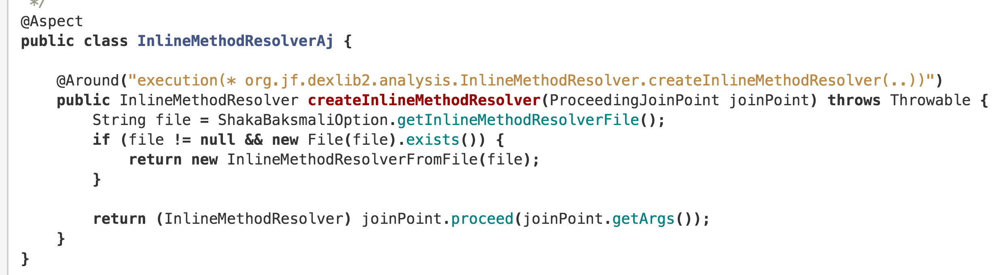 */
@Aspect
public class InlineMethodResolverAj {
@Around("execution(* org.jf.dexlib2.analysis.InlineMethodResolver.createInlineMethodResolver(..))")
public InlineMethodResolver createInlineMethodResolver(ProceedingJoinPoint joinPoint) throws Throwable {
String file = ShakaBaksmaliOption.getInlineMethodResolverFile();
if (file != null && new File(file).exists()) {
return new InlineMethodResolverFromFile(file);
}
return (InlineMethodResolver) joinPoint.proceed(joinPoint.getArgs());
}
}